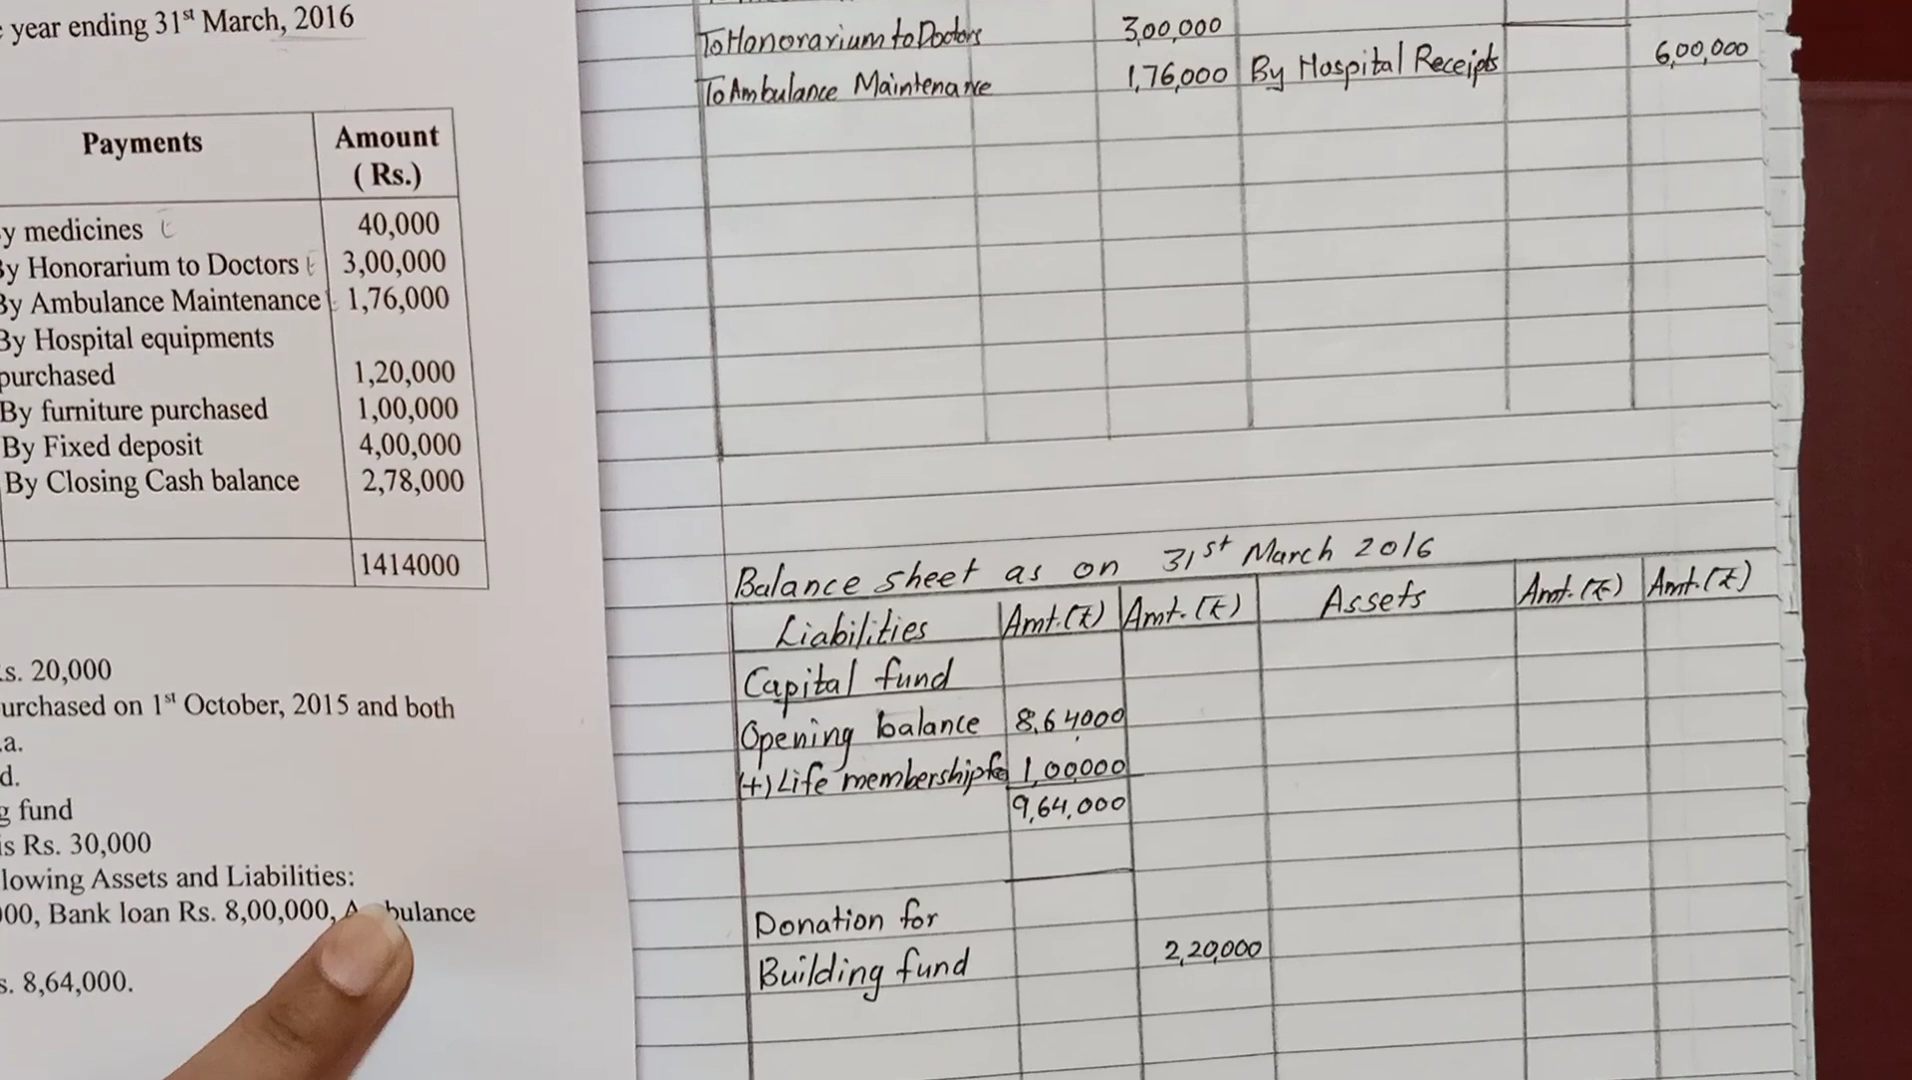 year ending 31st March, 2016
Payments
Amount
( Rs.)
y medicines 40,000
By Honorarium to Doctors 3,00,000
By Ambulance Maintenance 1,76,000
By Hospital equipments
purchased 1,20,000
By furniture purchased 1,00,000
By Fixed deposit 4,00,000
By Closing Cash balance 2,78,000
1414000
s. 20,000
urchased on 1st October, 2015 and both
a.
d.
g fund
is Rs. 30,000
lowing Assets and Liabilities:
000, Bank loan Rs. 8,00,000, A bulance
s. 8,64,000.
To Honorarium to Doctors 3,00,000
To Ambulance Maintenance 1,76,000 By Hospital Receipts 6,00,000
Balance sheet as on 31st March 2016
Liabilities Amt.(₹) Amt.(₹) Assets Amt.(₹) Amt.(₹)
Capital fund
Opening balance 8,64000
(+) Life membership fee 1,00000
9,64,000
Donation for
Building fund 2,20,000